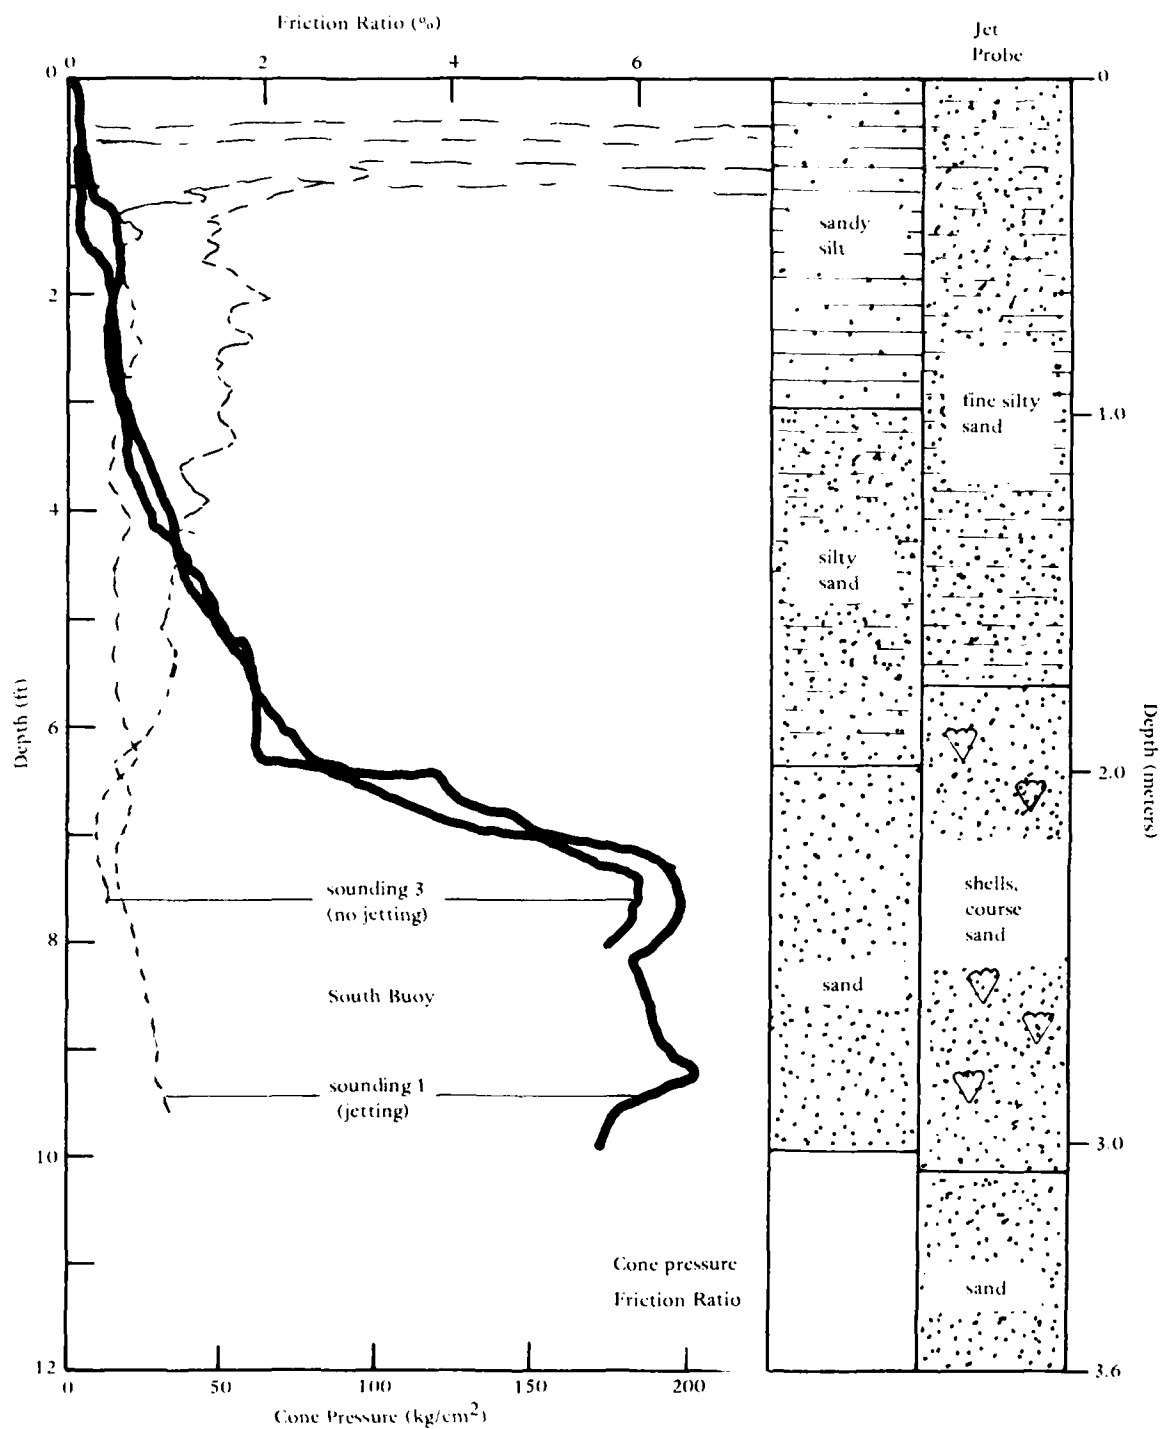 Friction Ratio (%)
Jet
Probe
0
0
2
4
6
0
sandy
silt
2
fine silty
sand
1.0
4
silty
sand
Depth (ft)
6
Depth (meters)
2.0
sounding 3
(no jetting)
shells,
course
sand
8
South Buoy
sand
sounding 1
(jetting)
10
3.0
Cone pressure
Friction Ratio
sand
12
3.6
0
50
100
150
200
Cone Pressure (kg/cm²)